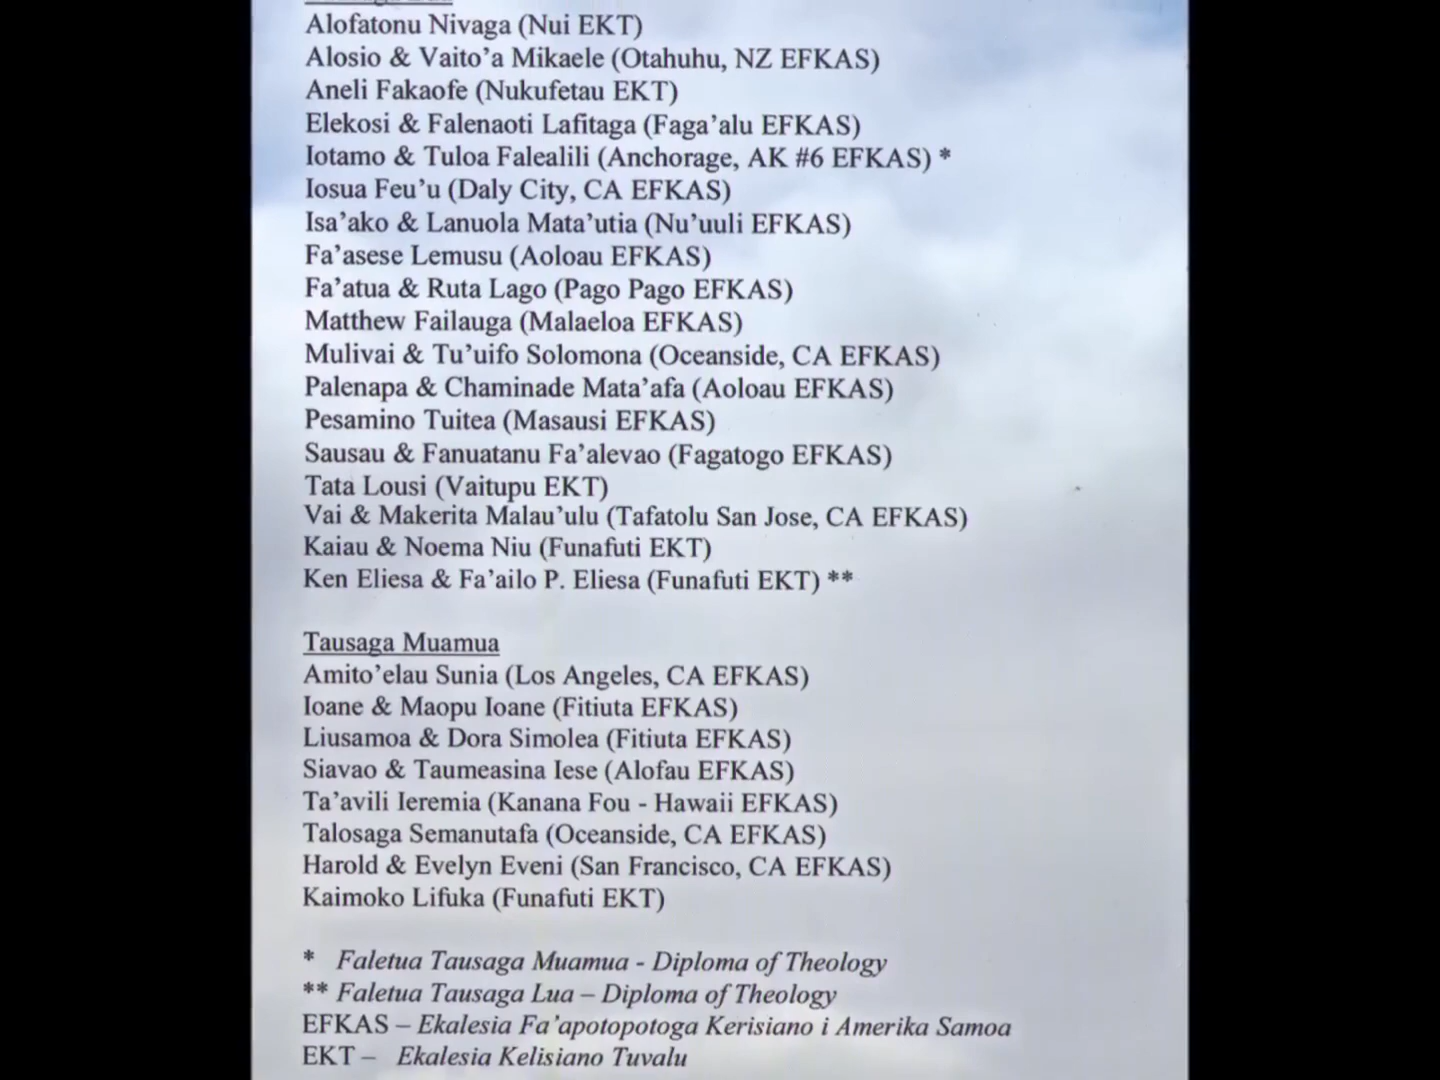 Alofatonu Nivaga (Nui EKT)
Alosio & Vaito’a Mikaele (Otahuhu, NZ EFKAS)
Aneli Fakaofe (Nukufetau EKT)
Elekosi & Falenaoti Lafitaga (Faga’alu EFKAS)
Iotamo & Tuloa Falealili (Anchorage, AK #6 EFKAS) *
Iosua Feu’u (Daly City, CA EFKAS)
Isa’ako & Lanuola Mata’utia (Nu’uuli EFKAS)
Fa’asese Lemusu (Aoloau EFKAS)
Fa’atua & Ruta Lago (Pago Pago EFKAS)
Matthew Failauga (Malaeloa EFKAS)
Mulivai & Tu’uifo Solomona (Oceanside, CA EFKAS)
Palenapa & Chaminade Mata’afa (Aoloau EFKAS)
Pesamino Tuitea (Masausi EFKAS)
Sausau & Fanuatanu Fa’alevao (Fagatogo EFKAS)
Tata Lousi (Vaitupu EKT)
Vai & Makerita Malau’ulu (Tafatolu San Jose, CA EFKAS)
Kaiau & Noema Niu (Funafuti EKT)
Ken Eliesa & Fa’ailo P. Eliesa (Funafuti EKT) **
Tausaga Muamua
Amito’elau Sunia (Los Angeles, CA EFKAS)
Ioane & Maopu Ioane (Fitiuta EFKAS)
Liusamoa & Dora Simolea (Fitiuta EFKAS)
Siavao & Taumeasina Iese (Alofau EFKAS)
Ta’avili Ieremia (Kanana Fou - Hawaii EFKAS)
Talosaga Semanutafa (Oceanside, CA EFKAS)
Harold & Evelyn Eveni (San Francisco, CA EFKAS)
Kaimoko Lifuka (Funafuti EKT)
* Faletua Tausaga Muamua - Diploma of Theology
** Faletua Tausaga Lua – Diploma of Theology
EFKAS – Ekalesia Fa’apotopotoga Kerisiano i Amerika Samoa
EKT – Ekalesia Kelisiano Tuvalu